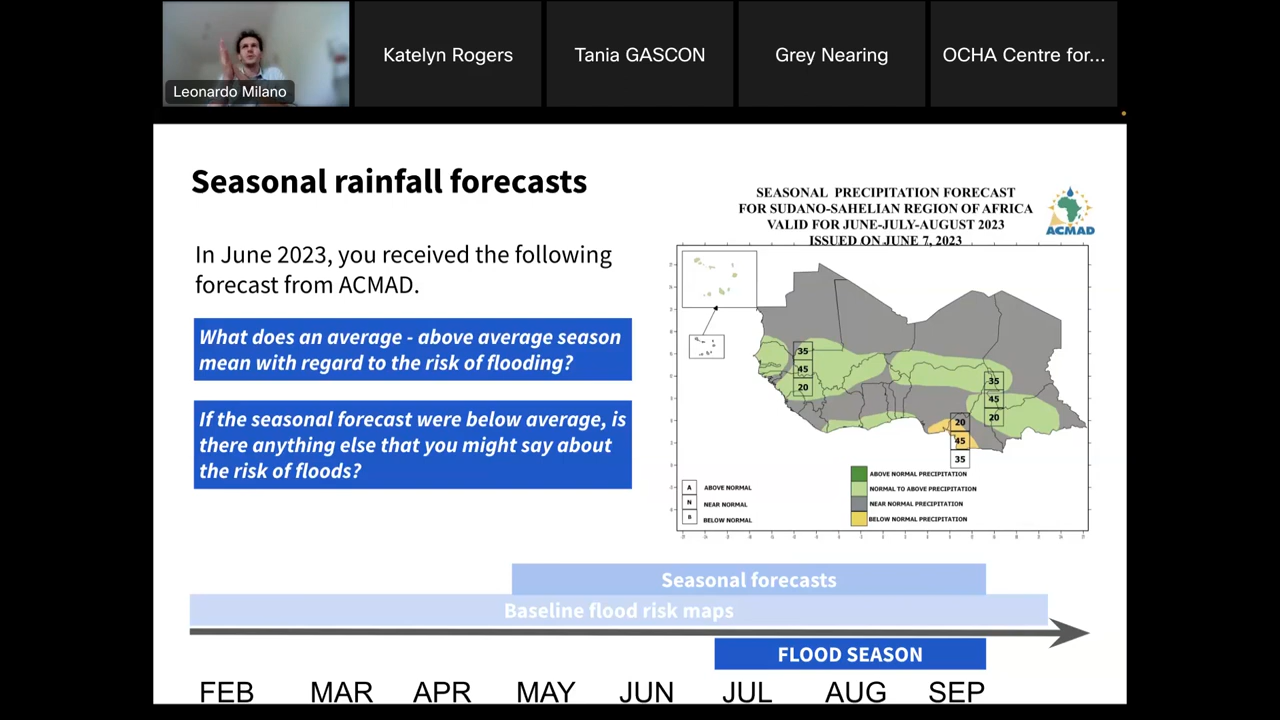 Leonardo Milano
Katelyn Rogers
Tania GASCON
Grey Nearing
OCHA Centre for...
Seasonal rainfall forecasts
In June 2023, you received the following
forecast from ACMAD.
What does an average - above average season
mean with regard to the risk of flooding?
If the seasonal forecast were below average, is
there anything else that you might say about
the risk of floods?
SEASONAL PRECIPITATION FORECAST
FOR SUDANO-SAHELIAN REGION OF AFRICA
VALID FOR JUNE-JULY-AUGUST 2023
ISSUED ON JUNE 7, 2023
ACMAD
35
45
20
35
45
20
20
45
35
A ABOVE NORMAL
N NEAR NORMAL
B BELOW NORMAL
ABOVE NORMAL PRECIPITATION
NORMAL TO ABOVE PRECIPITATION
NEAR NORMAL PRECIPITATION
BELOW NORMAL PRECIPITATION
Seasonal forecasts
Baseline flood risk maps
FLOOD SEASON
FEB MAR APR MAY JUN JUL AUG SEP